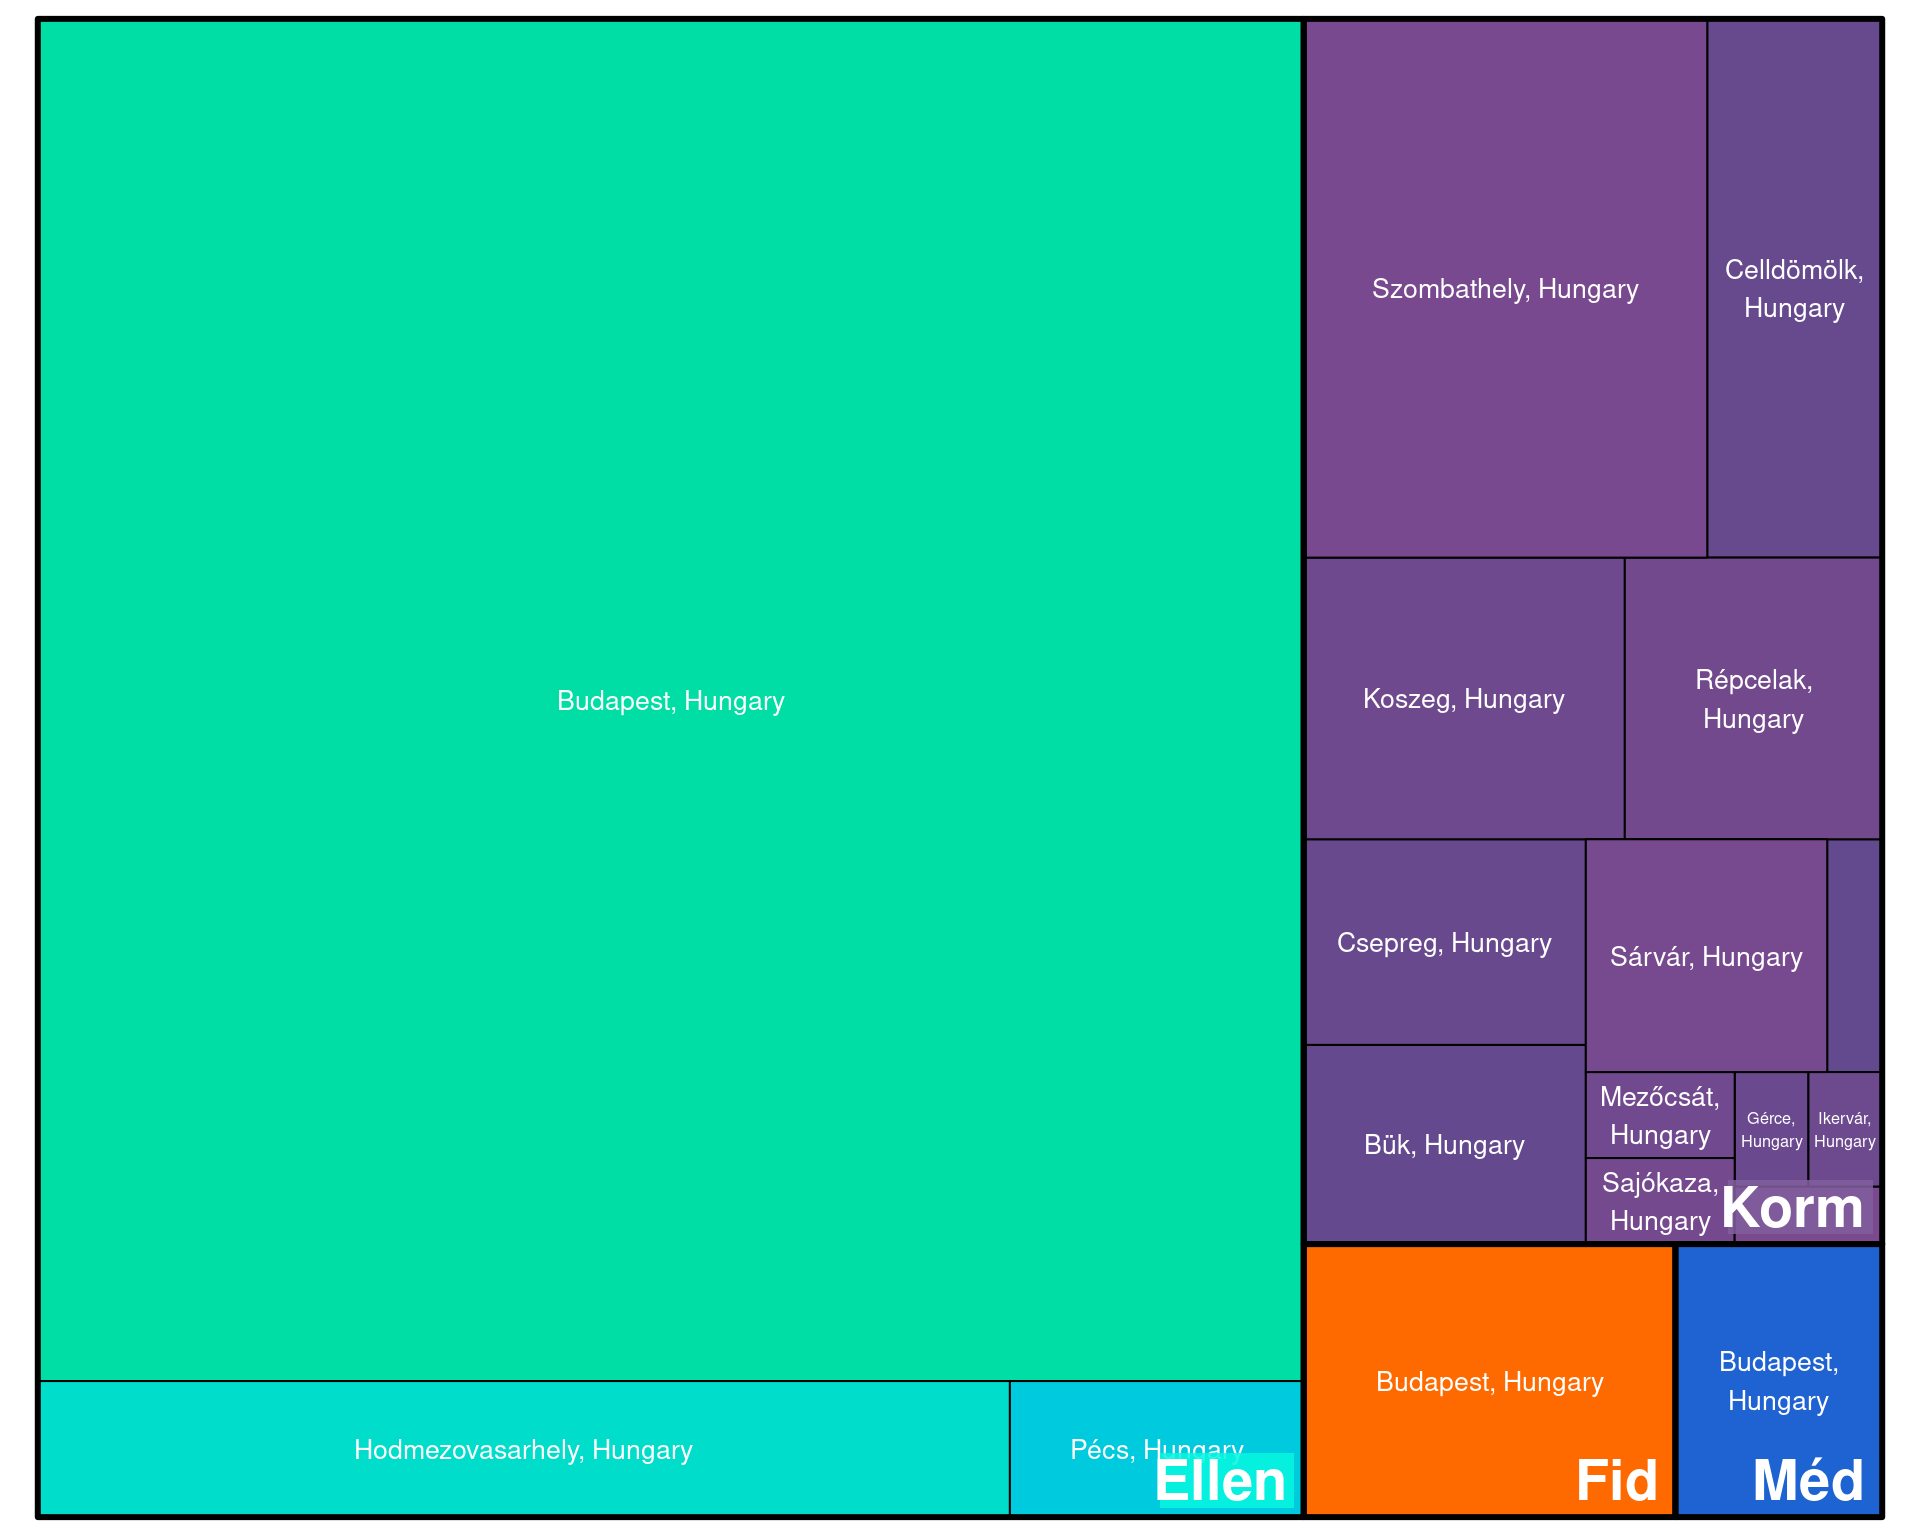 Budapest, Hungary
Hodmezovasarhely, Hungary
Pécs, Hungary
Ellen
Szombathely, Hungary
Celldömölk,
Hungary
Koszeg, Hungary
Répcelak,
Hungary
Csepreg, Hungary
Sárvár, Hungary
Bük, Hungary
Mezőcsát,
Hungary
Gérce,
Hungary
Ikervár,
Hungary
Sajókaza,
Hungary
Korm
Budapest, Hungary
Fid
Budapest,
Hungary
Méd